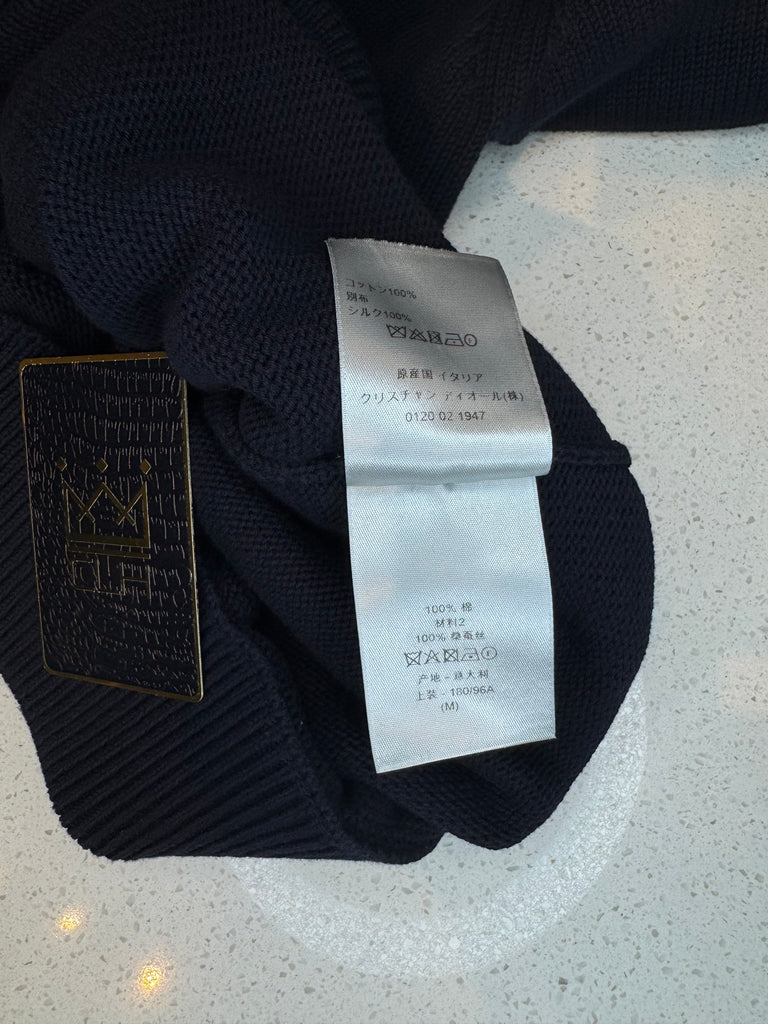 コットン100%
別布
シルク100%
原産国 イタリア
クリスチャン ディオール(株)
0120 02 1947
100% 棉
材料2
100% 桑蚕丝
产地 - 意大利
上装 - 180/96A
(M)